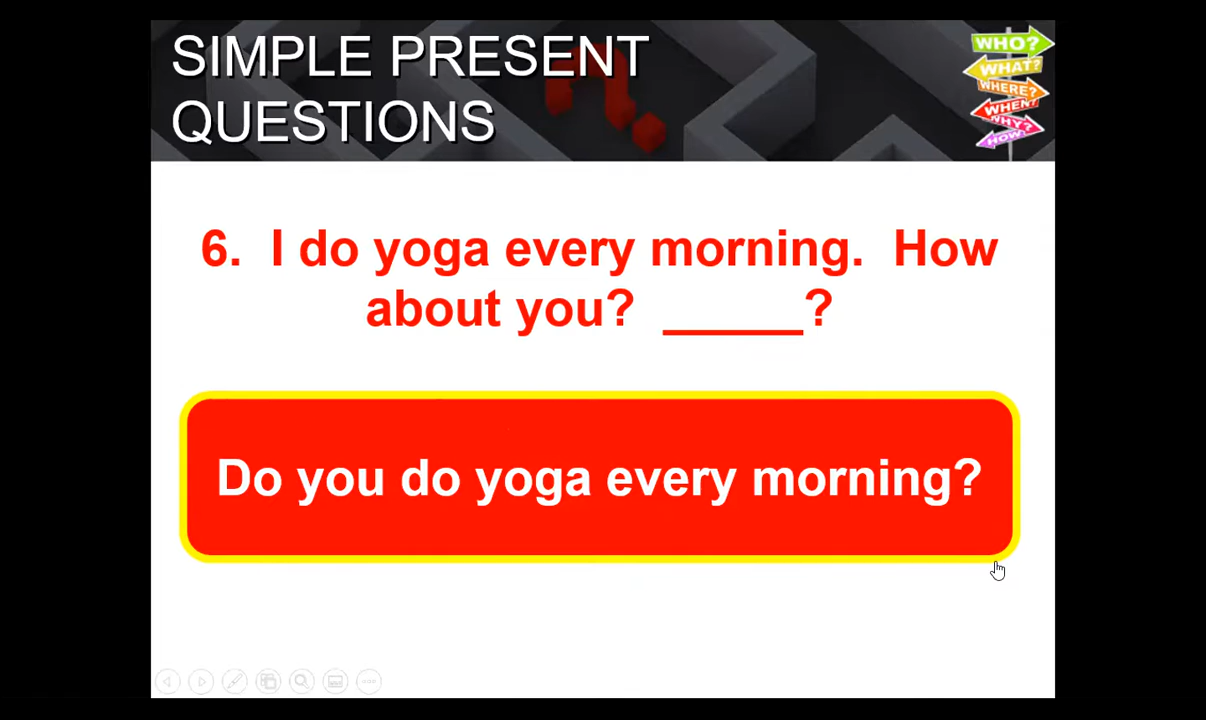 SIMPLE PRESENT
QUESTIONS
WHO?
WHAT?
WHERE?
WHEN?
WHY?
HOW?
6. I do yoga every morning. How
about you? _____?
Do you do yoga every morning?